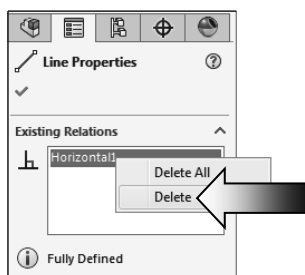 Line Properties
Existing Relations
Horizontal1
Delete All
Delete
Fully Defined